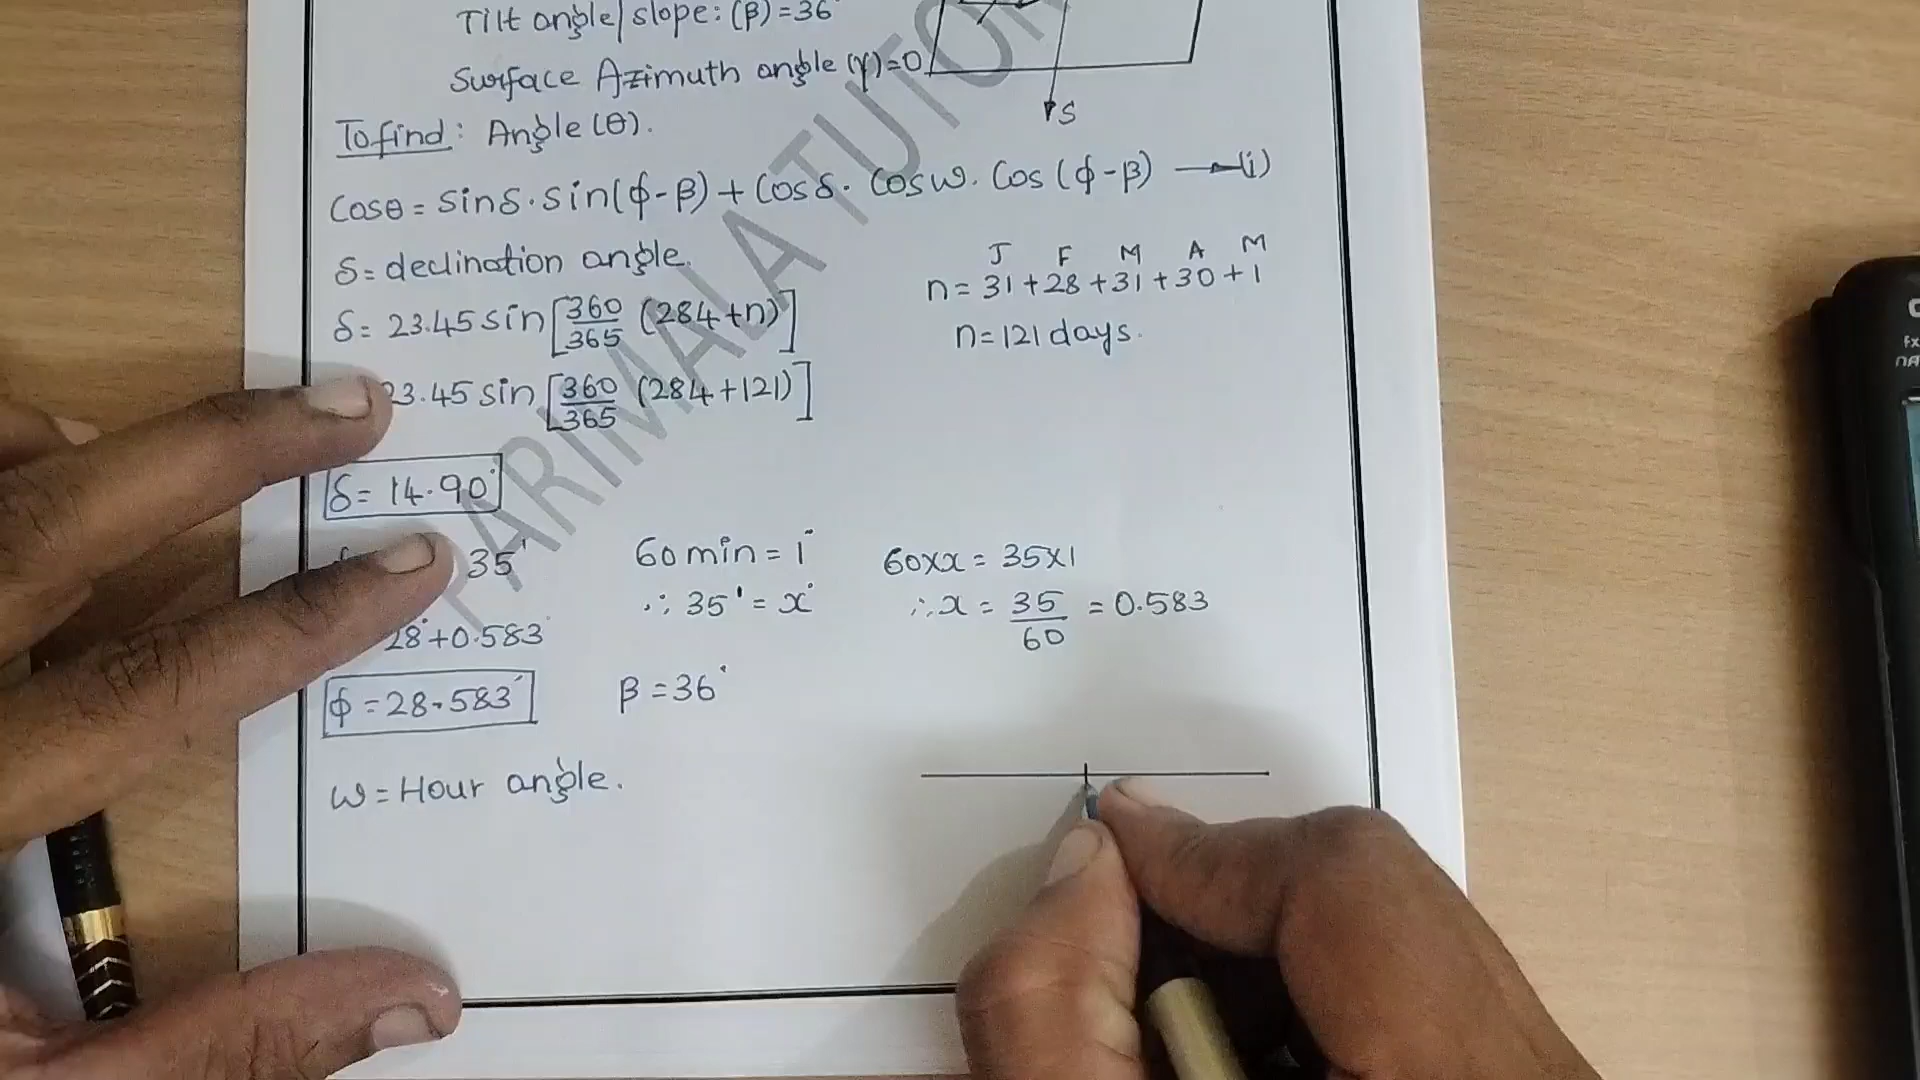 Tilt angle/slope: (β) = 36°
Surface Azimuth angle (γ) = 0
S
To find: Angle (θ).
Cosθ = sinδ · sin(ϕ-β) + Cosδ · Cosω · Cos(ϕ-β) → (i)
δ = declination angle.
J F M A M
n = 31 + 28 + 31 + 30 + 1
δ = 23.45 sin [360/365 (284+n)]
n = 121 days.
23.45 sin [360/365 (284+121)]
δ = 14.90°
35' 60 min = 1° 60×x = 35×1
∴ 35' = x° ∴ x = 35/60 = 0.583
28° + 0.583°
ϕ = 28.583° β = 36°
ω = Hour angle.
PARIMALA TUTOR
fx